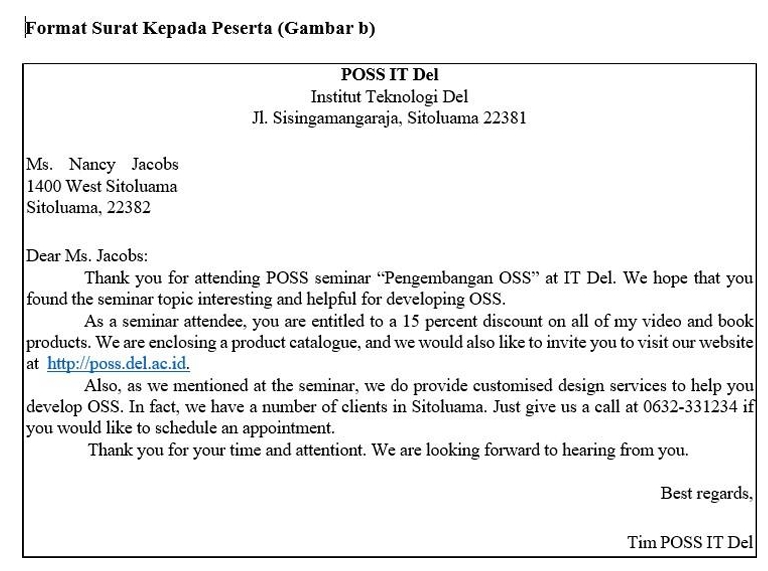 Format Surat Kepada Peserta (Gambar b)
POSS IT Del
Institut Teknologi Del
Jl. Sisingamangaraja, Sitoluama 22381
Ms. Nancy Jacobs
1400 West Sitoluama
Sitoluama, 22382
Dear Ms. Jacobs:
Thank you for attending POSS seminar “Pengembangan OSS” at IT Del. We hope that you
found the seminar topic interesting and helpful for developing OSS.
As a seminar attendee, you are entitled to a 15 percent discount on all of my video and book
products. We are enclosing a product catalogue, and we would also like to invite you to visit our website
at http://poss.del.ac.id.
Also, as we mentioned at the seminar, we do provide customised design services to help you
develop OSS. In fact, we have a number of clients in Sitoluama. Just give us a call at 0632-331234 if
you would like to schedule an appointment.
Thank you for your time and attentiont. We are looking forward to hearing from you.
Best regards,
Tim POSS IT Del